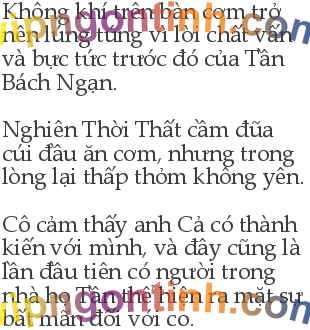 Không khí trên bàn cơm trở
nên lúng túng vì lời chất vấn
và bực tức trước đó của Tần
Bách Ngạn.
Nghiên Thời Thất cầm đũa
cúi đầu ăn cơm, nhưng trong
lòng lại thấp thỏm không yên.
Cô cảm thấy anh Cả có thành
kiến với mình, và đây cũng là
lần đầu tiên có người trong
nhà họ Tần thể hiện ra mặt sự
bất mãn đối với cô.